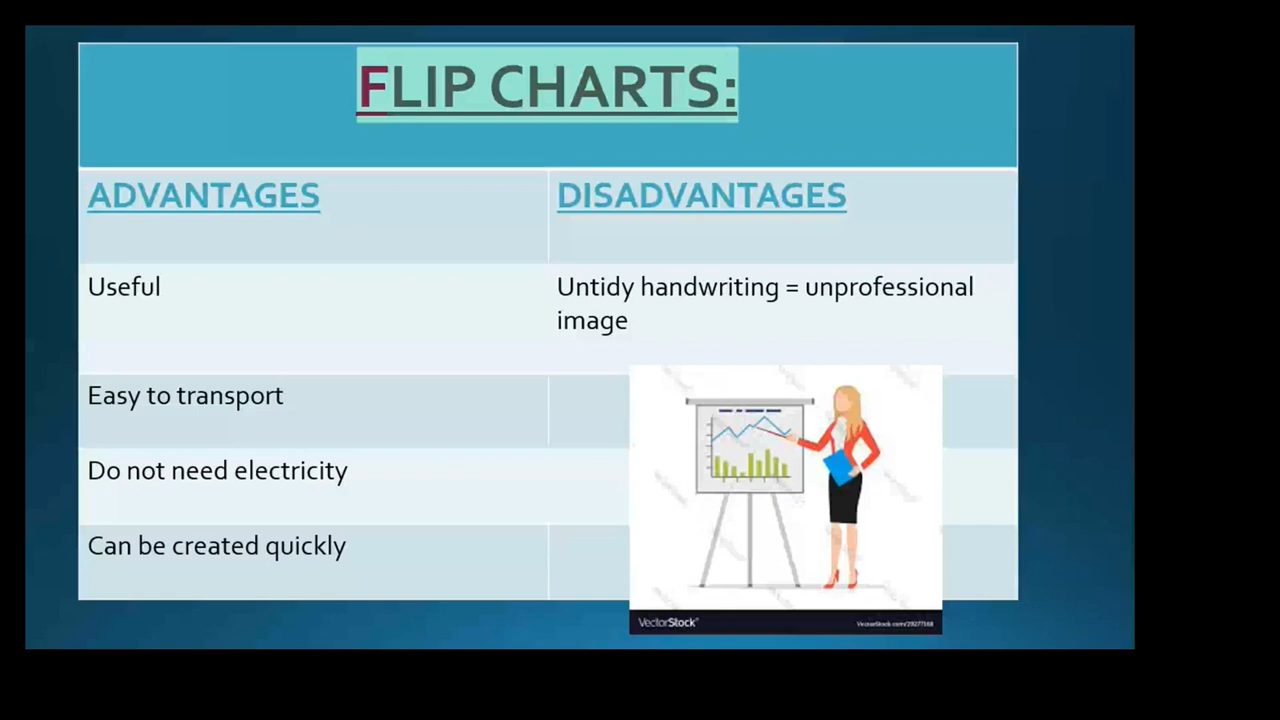 FLIP CHARTS:
ADVANTAGES
DISADVANTAGES
Useful
Untidy handwriting = unprofessional
image
Easy to transport
Do not need electricity
Can be created quickly
VectorStock®